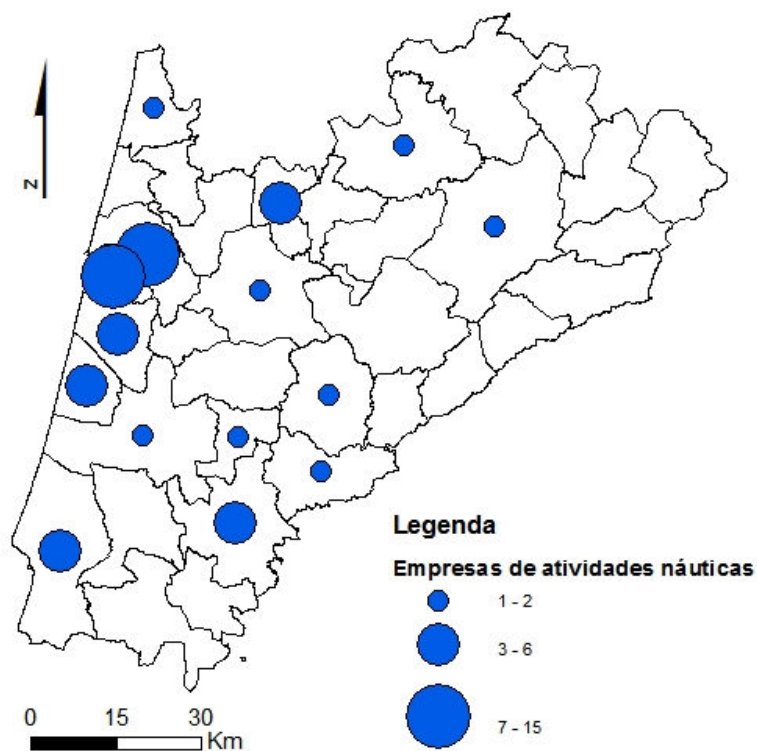 N
Legenda
Empresas de atividades náuticas
1 - 2
3 - 6
7 - 15
0 15 30
Km